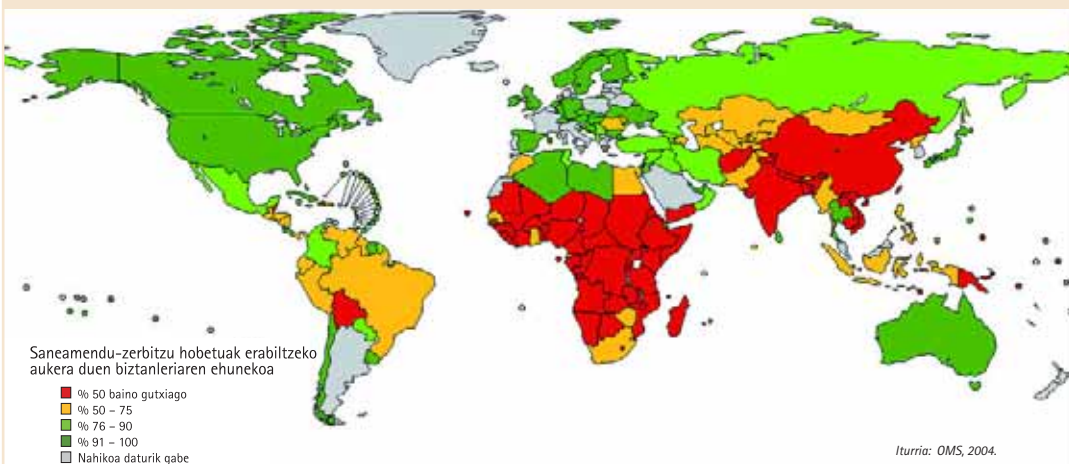 Saneamendu-zerbitzu hobetuak erabiltzeko
aukera duen biztanleriaren ehunekoa
% 50 baino gutxiago
% 50 – 75
% 76 – 90
% 91 – 100
Nahikoa daturik gabe
Iturria: OMS, 2004.